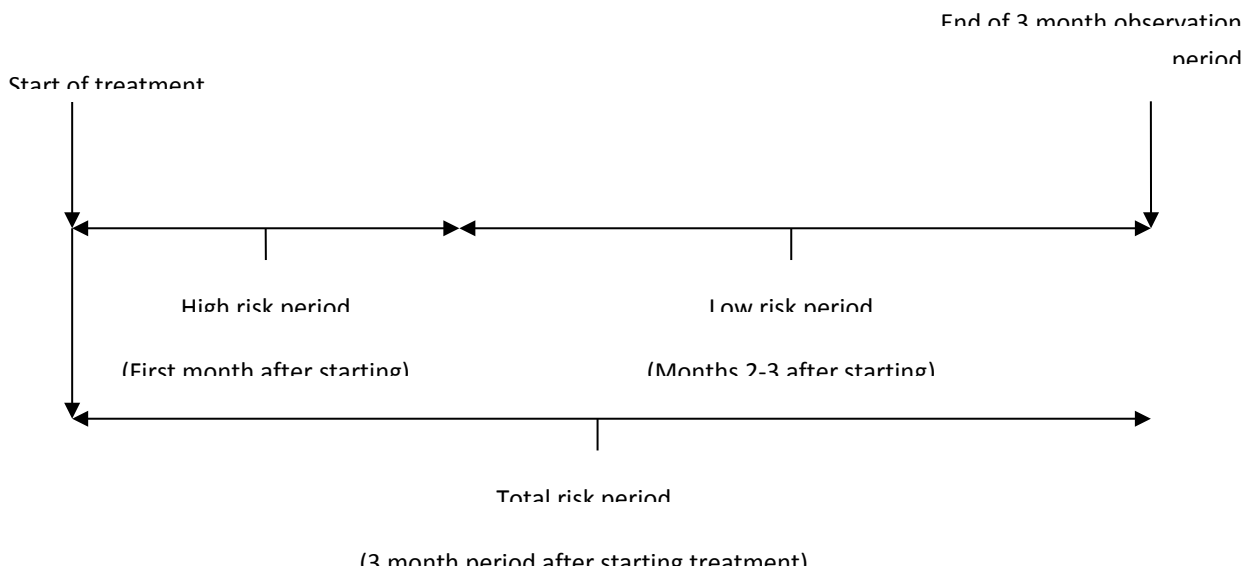 End of 3 month observation
period
Start of treatment
High risk period
Low risk period
(First month after starting)
(Months 2-3 after starting)
Total risk period
(3 month period after starting treatment)